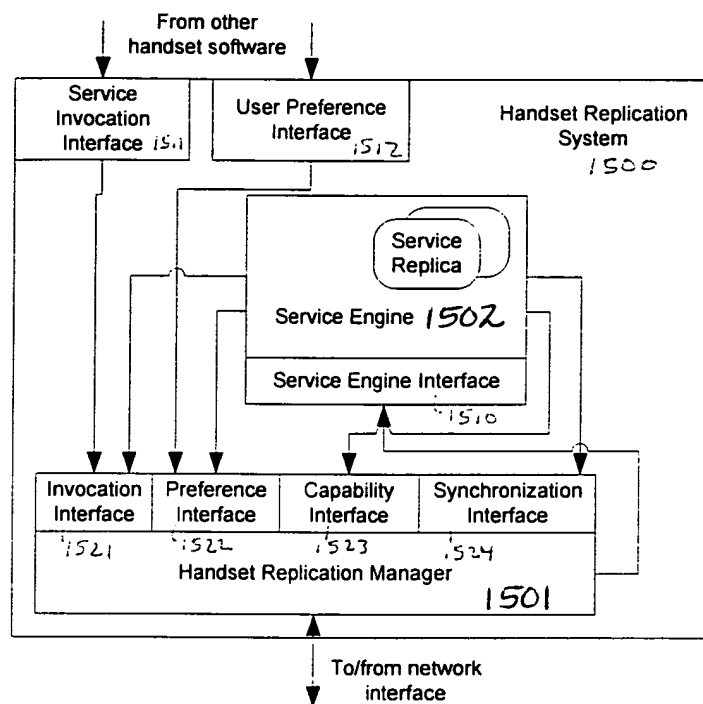 From other
handset software
Service
Invocation
Interface 1511
User Preference
Interface
1512
Handset Replication
System
1500
Service
Replica
Service Engine 1502
Service Engine Interface
1510
Invocation
Interface
Preference
Interface
Capability
Interface
Synchronization
Interface
1521
1522
1523
1524
Handset Replication Manager
1501
To/from network
interface